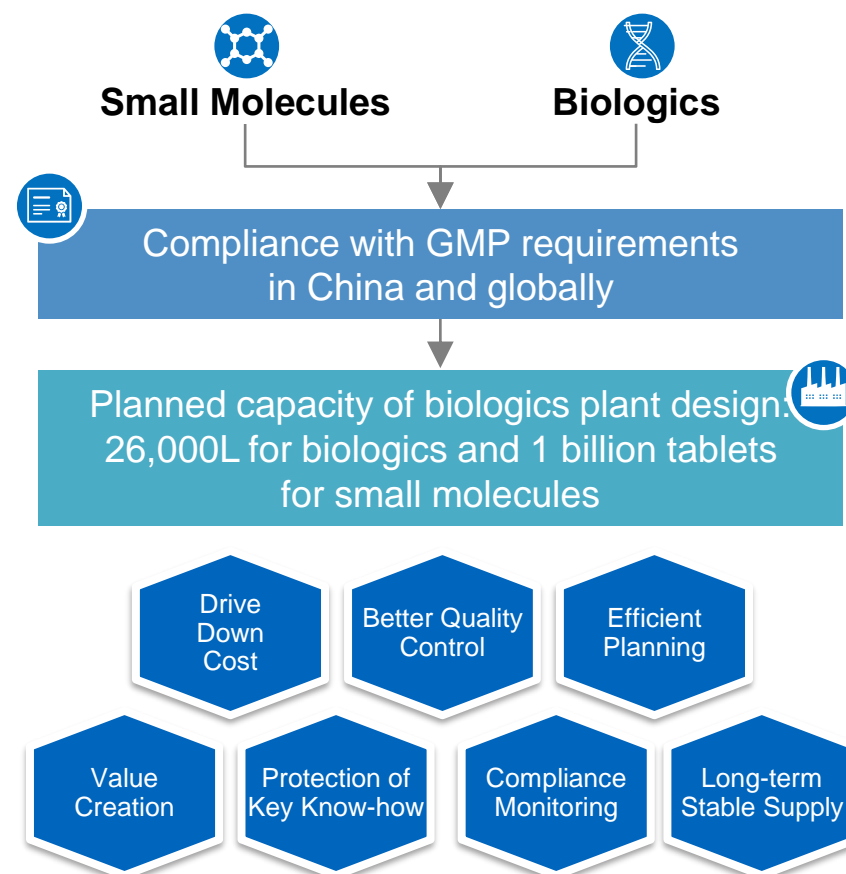 Small Molecules
Biologics
Compliance with GMP requirements
in China and globally
Planned capacity of biologics plant design:
26,000L for biologics and 1 billion tablets
for small molecules
Drive
Down
Cost
Better Quality
Control
Efficient
Planning
Value
Creation
Protection of
Key Know-how
Compliance
Monitoring
Long-term
Stable Supply